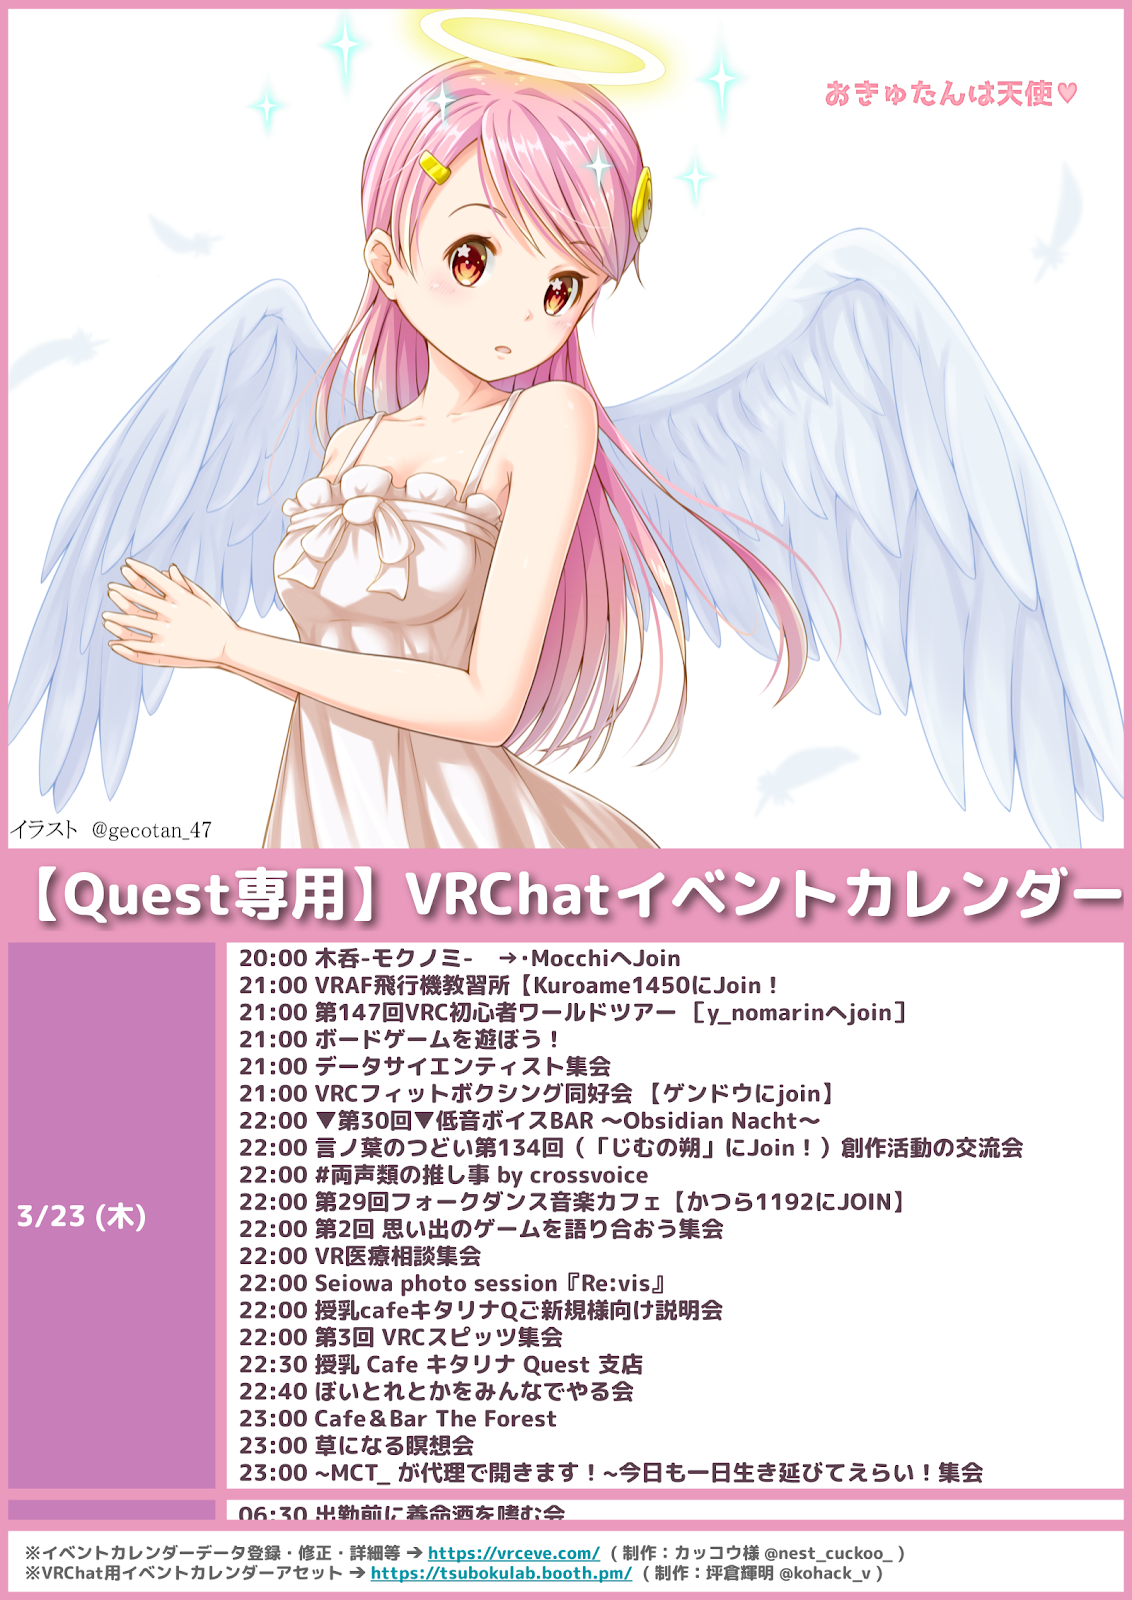 おきゅたんは天使♥
イラスト @gecotan_47
【Quest専用】VRChatイベントカレンダー
3/23 (木)
20:00 木呑-モクノミ- →・MocchiへJoin
21:00 VRAF飛行機教習所【Kuroame1450にJoin！
21:00 第147回VRC初心者ワールドツアー ［y_nomarinへjoin］
21:00 ボードゲームを遊ぼう！
21:00 データサイエンティスト集会
21:00 VRCフィットボクシング同好会 【ゲンドウにjoin】
22:00 ▼第30回▼低音ボイスBAR 〜Obsidian Nacht〜
22:00 言ノ葉のつどい第134回（「じむの朔」にJoin！）創作活動の交流会
22:00 #両声類の推し事 by crossvoice
22:00 第29回フォークダンス音楽カフェ【かつら1192にJOIN】
22:00 第2回 思い出のゲームを語り合おう集会
22:00 VR医療相談集会
22:00 Seiowa photo session『Re:vis』
22:00 授乳cafeキタリナQご新規様向け説明会
22:00 第3回 VRCスピッツ集会
22:30 授乳 Cafe キタリナ Quest 支店
22:40 ぼいとれとかをみんなでやる会
23:00 Cafe＆Bar The Forest
23:00 草になる瞑想会
23:00 ~MCT_ が代理で開きます！~今日も一日生き延びてえらい！集会
06:30 出勤前に養命酒を嗜む会
※イベントカレンダーデータ登録・修正・詳細等 ➔ https://vrceve.com/ ( 制作：カッコウ様 @nest_cuckoo_ )
※VRChat用イベントカレンダーアセット ➔ https://tsubokulab.booth.pm/ ( 制作：坪倉輝明 @kohack_v )